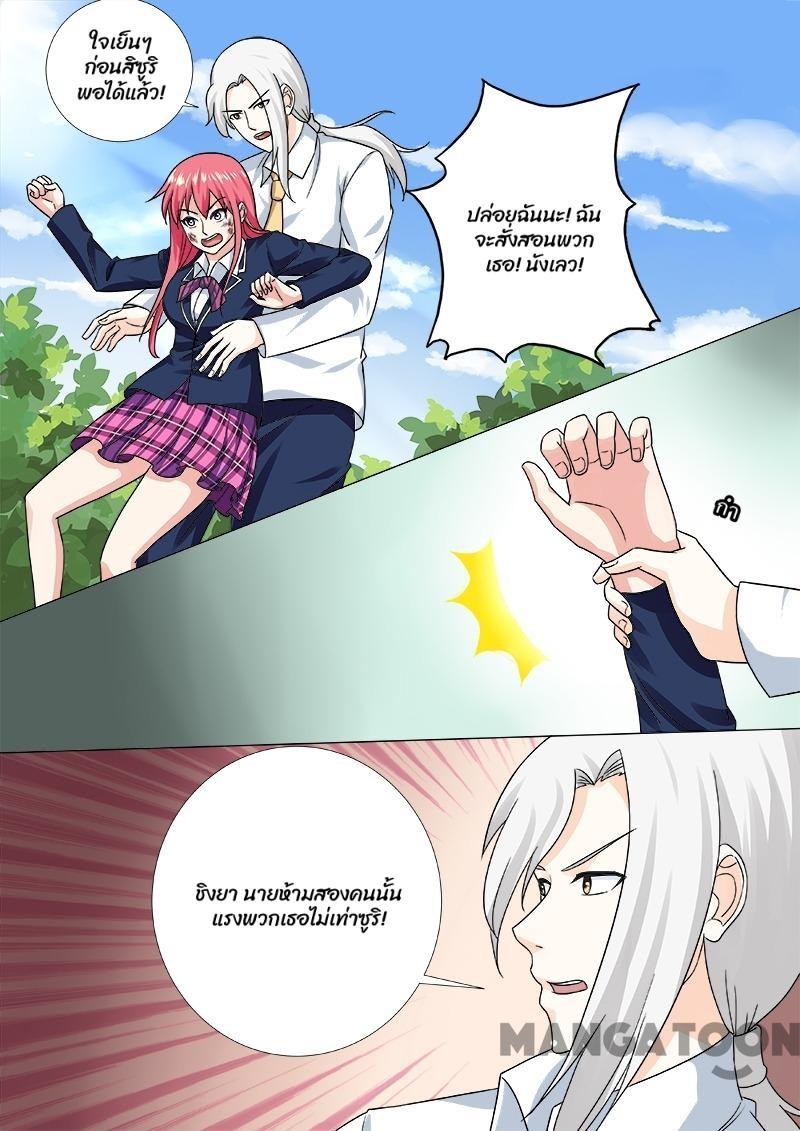 ใจเย็นๆ
ก่อนสิซูริ
พอได้แล้ว!
ปล่อยฉันนะ! ฉัน
จะสั่งสอนพวก
เธอ! นังเลว!
กำ
ชิงยา นายห้ามสองคนนั้น
แรงพวกเธอไม่เท่าซูริ!
MANGATOON